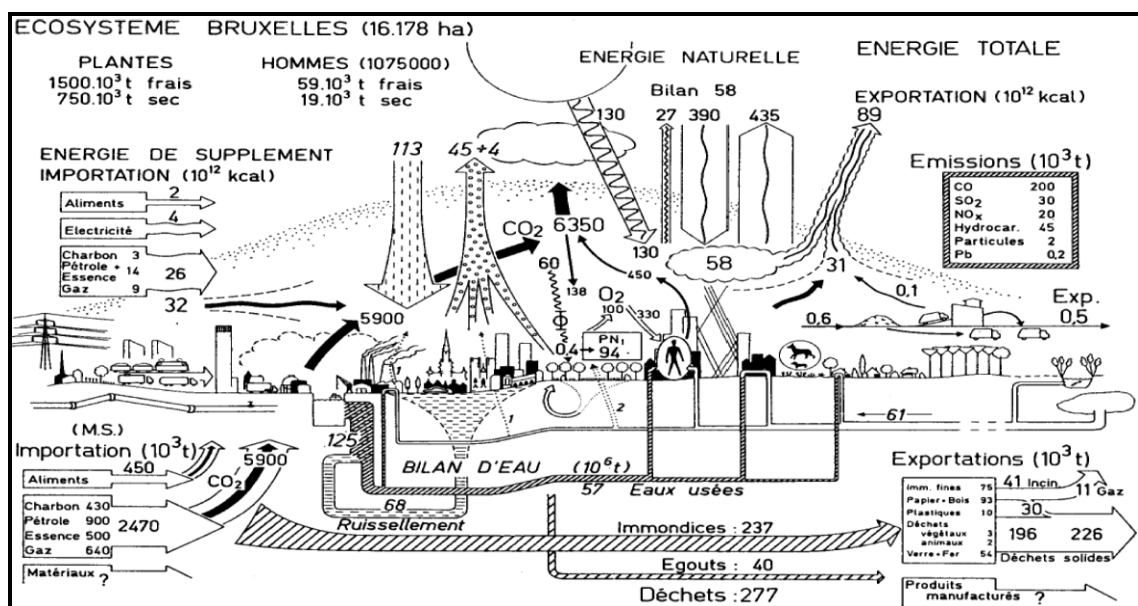 ECOSYSTEME BRUXELLES (16.178 ha)
PLANTES
1500.10³t frais
750.10³t sec
HOMMES (1075000)
59.10³t frais
19.10³t sec
ENERGIE NATURELLE
Bilan 58
130
27
390
435
ENERGIE TOTALE
EXPORTATION (10¹² kcal)
89
ENERGIE DE SUPPLEMENT
IMPORTATION (10¹² kcal)
Aliments
2
Electricité
4
Charbon 3
Pétrole +
Essence 14
Gaz 9
26
32
113
45+4
CO₂
6350
60
138
O₂
100
330
450
130
58
31
Emissions (10³t)
CO 200
SO₂ 30
NOx 20
Hydrocar. 45
Particules 2
Pb 0,2
5900
0,4
PN₁
94
0,1
0,6
Exp.
0,5
1
1
2
61
125
BILAN D'EAU (10⁶t)
57 Eaux usées
68
Ruissellement
(M.S.)
Importation (10³t)
Aliments
450
CO₂
5900
Charbon 430
Pétrole 900
Essence 500
Gaz 640
2470
Matériaux ?
Immondices : 237
Egouts : 40
Déchets : 277
Exportations (10³t)
Imm. fines 75
Papier+Bois 93
Plastiques 10
Déchets
végétaux 3
animaux 2
Verre+Fer 54
41 Incin.
11 Gaz
30
196
226
Déchets solides
Produits
manufacturés ?